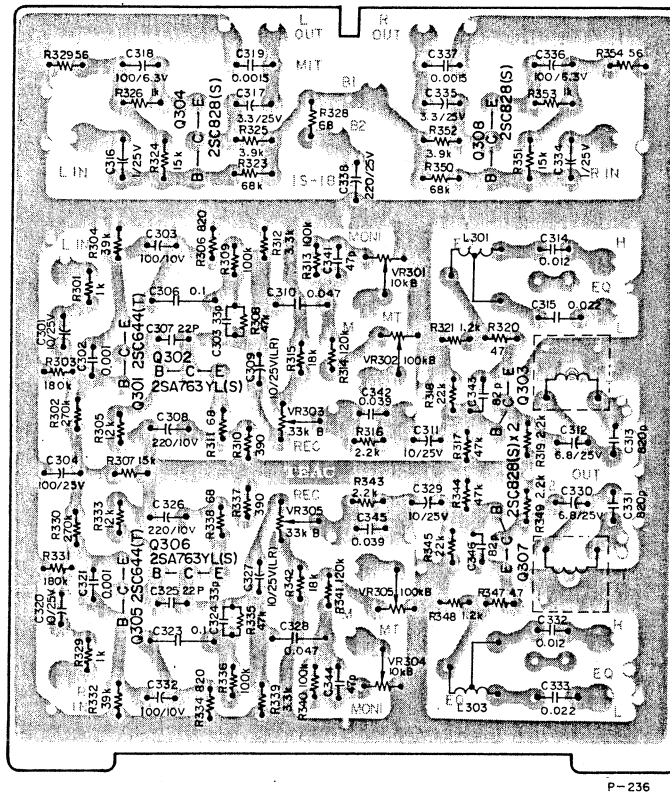 L OUT
R OUT
R329 56
C318
100/6.3V
R326 1k
C319
0.0015
MIT
C337
0.0015
C336
100/6.3V
R354 56
B1
Q304
2SC828(S)
B—C—E
C317
3.3/25V
R328
68
B2
C335
3.3/25V
Q308
2SC828(S)
B—C—E
R353 1k
L IN
C316
1/25V
R324
15k
R325
3.9k
R323
68k
1S-18
C338
220/25V
R352
3.9k
R350
68k
R351
15k
C334
1/25V
R IN
L IN
R304
39k
C303
100/10V
R306 820
R309
100k
R312
3.3k
R313 100k
C341
47p
MONI
VR301
10kB
L301
C314
0.012
H
EQ
R301
1k
C306 0.1
C310 0.047
C315 0.022
L
C301
10/25V
C302
0.001
Q301 2SC644(T)
B—C—E
C307 22P
C303 33p
R308
47k
M
MT
R321 1.2k
R320
47
Q302
2SA763YL(S)
B—C—E
R303
180k
C309
10/25V(LR)
R315
18k
R314 120k
VR302 100kB
R302
270k
R305
12k
C308
220/10V
R311 68
R310
390
VR303
33k B
C342
0.039
R316
2.2k
C311
10/25V
R318
22k
C343
82p
B—C—E
Q303
R317
47k
2SC828(S)x2
R319 2.2k
C312
6.8/25V
C313
820p
C304
100/25V
R307 15k
REC
OUT
R330
270k
R333
12k
C326
220/10V
R338 68
R337
390
REC
VR305
33k B
R343
2.2k
C345
0.039
C329
10/25V
R344
47k
R349 2.2k
C330
6.8/25V
C331
820p
Q306
2SA763YL(S)
B—C—E
R331
180k
C321
0.001
Q305 2SC644(T)
B—C—E
C320
10/25V
C325 22P
C324 33p
R335
47k
C327
10/25V(LR)
R342
18k
R341 120k
VR305 100kB
R345
22k
C346
82p
E—C—B
Q307
R347 47
R348 1.2k
C323 0.1
C328
0.047
M
MT
C332
0.012
H
EQ
R329
1k
R IN
R332
39k
C332
100/10V
R334 820
R336
100k
R339
3.3k
R340 100k
C344
47p
VR304
10kB
MONI
EQ
L303
C333
0.022
L
P-236